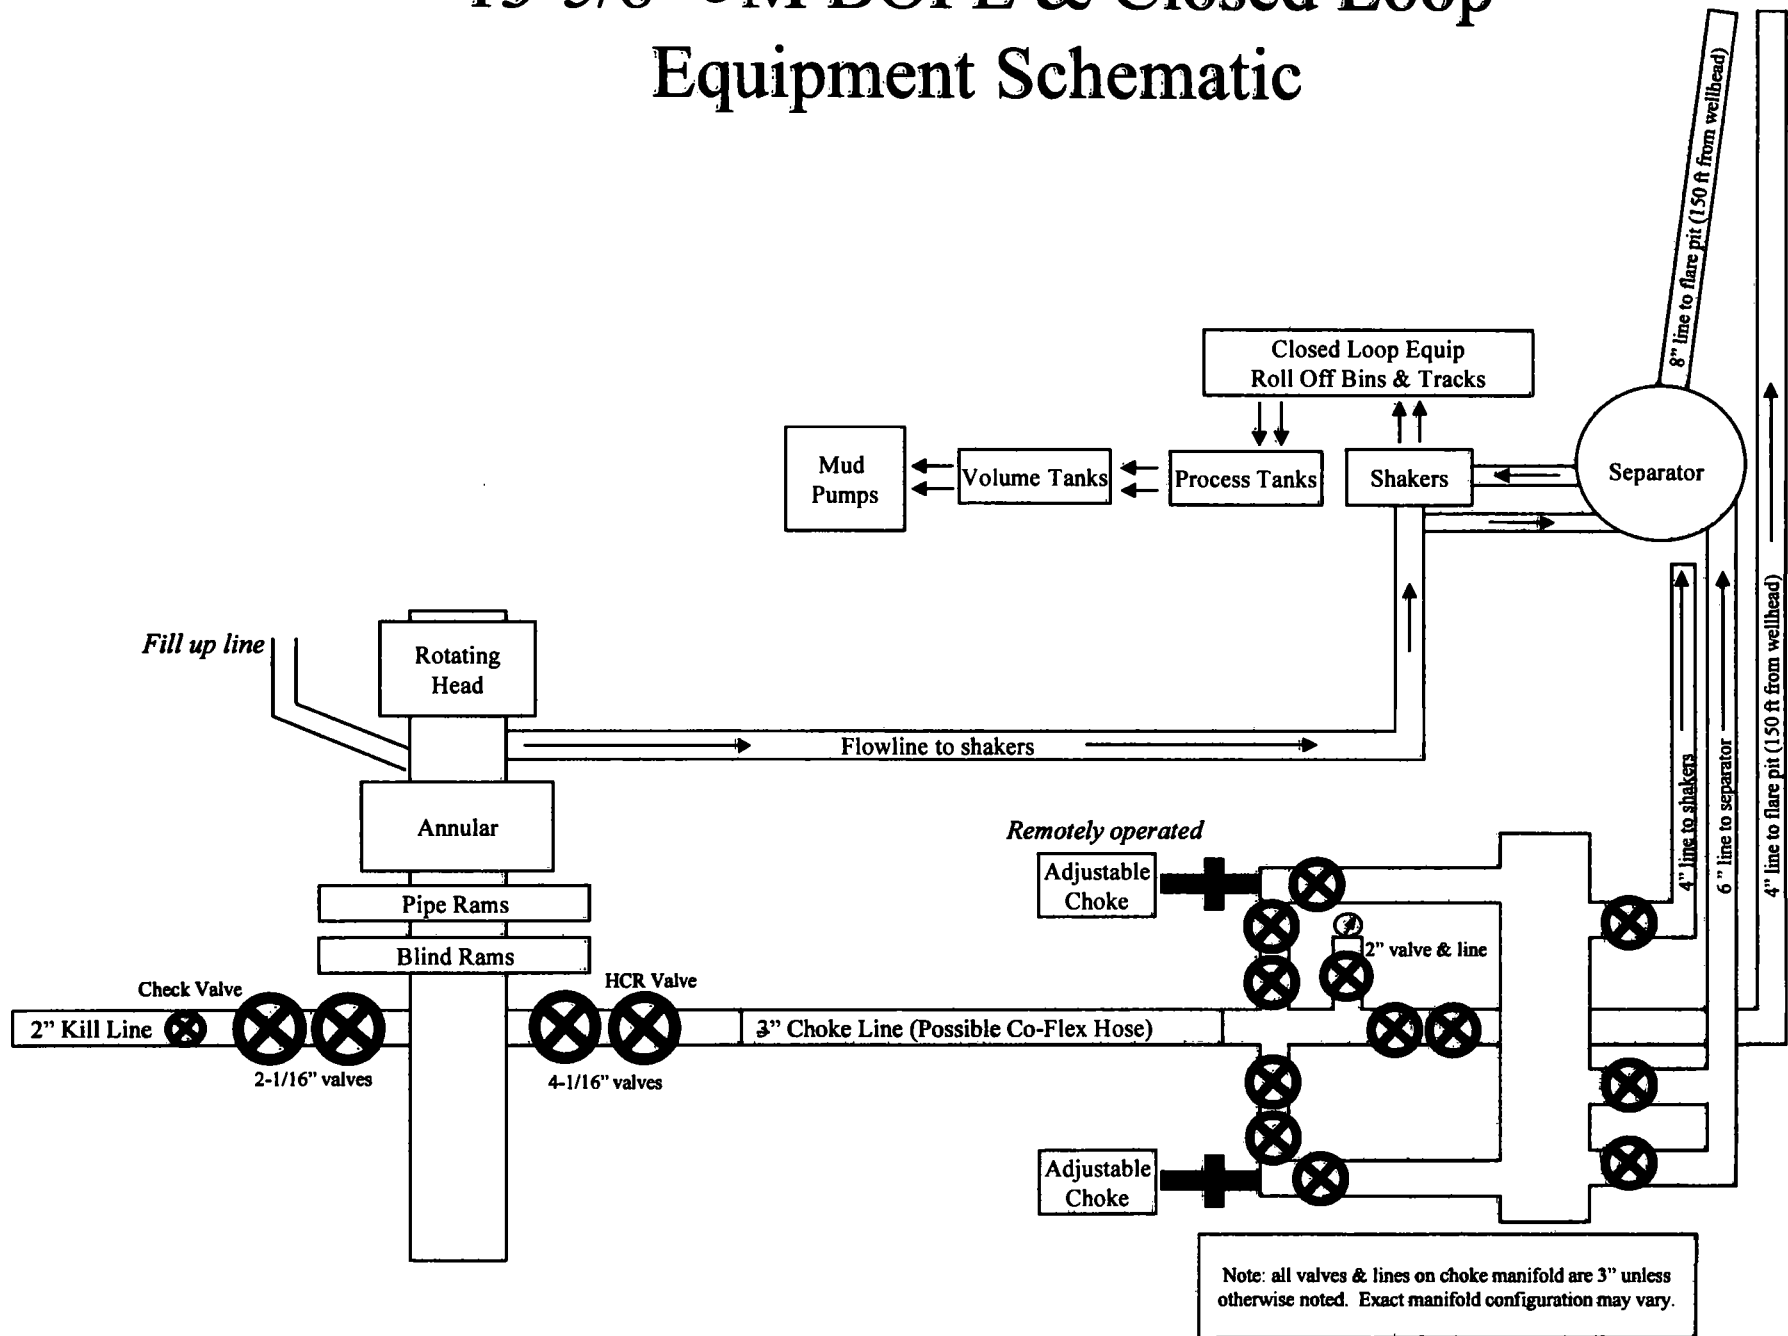 & Closed Loop
Equipment Schematic
8” line to flare pit (150 ft from wellhead)
Closed Loop Equip
Roll Off Bins & Tracks
Mud
Pumps
Volume Tanks
Process Tanks
Shakers
Separator
Fill up line
Rotating
Head
Flowline to shakers
Annular
Pipe Rams
Blind Rams
Remotely operated
Adjustable
Choke
2” valve & line
4” line to shakers
6” line to separator
4” line to flare pit (150 ft from wellhead)
Check Valve
HCR Valve
2” Kill Line
3” Choke Line (Possible Co-Flex Hose)
2-1/16” valves
4-1/16” valves
Adjustable
Choke
Note: all valves & lines on choke manifold are 3” unless
otherwise noted. Exact manifold configuration may vary.